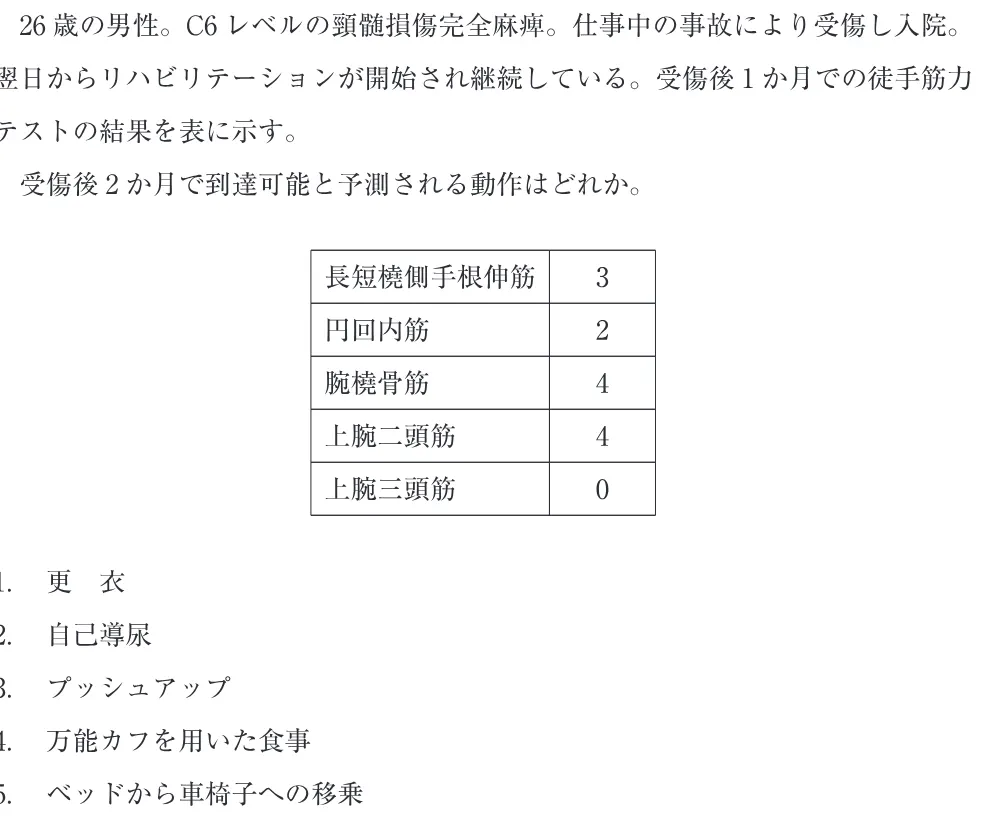 26歳の男性。C6レベルの頸髄損傷完全麻痺。仕事中の事故により受傷し入院。
翌日からリハビリテーションが開始され継続している。受傷後1か月での徒手筋力
テストの結果を表に示す。
受傷後2か月で到達可能と予測される動作はどれか。
長短橈側手根伸筋 3
円回内筋 2
腕橈骨筋 4
上腕二頭筋 4
上腕三頭筋 0
1. 更 衣
2. 自己導尿
3. プッシュアップ
4. 万能カフを用いた食事
5. ベッドから車椅子への移乗